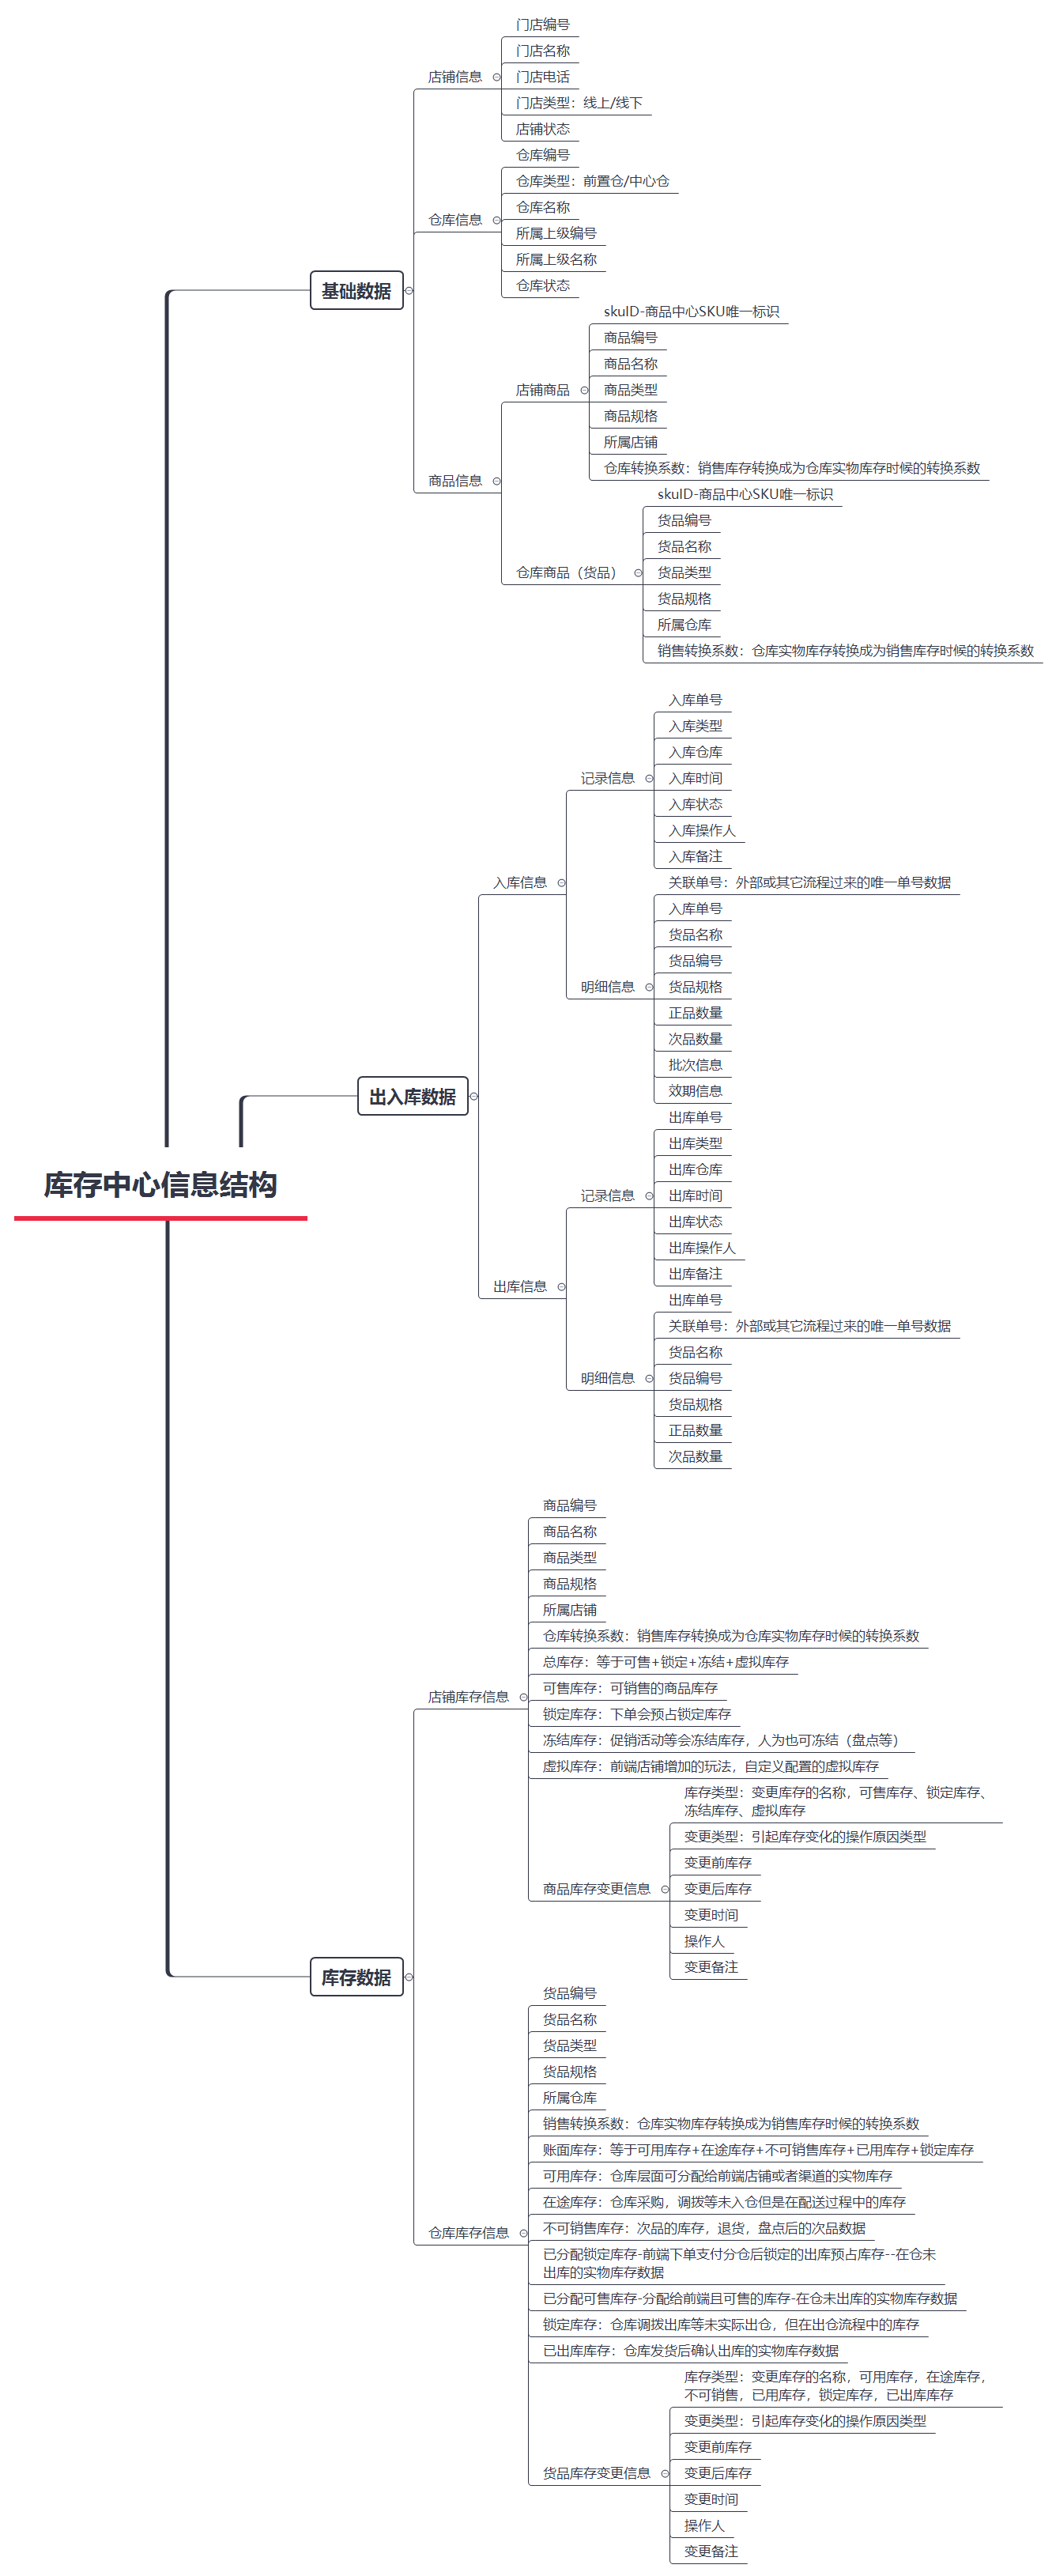 库存中心信息结构
基础数据
店铺信息
门店编号
门店名称
门店电话
门店类型：线上/线下
店铺状态
仓库信息
仓库编号
仓库类型：前置仓/中心仓
仓库名称
所属上级编号
所属上级名称
仓库状态
商品信息
店铺商品
skuID-商品中心SKU唯一标识
商品编号
商品名称
商品类型
商品规格
所属店铺
仓库转换系数：销售库存转换成为仓库实物库存时候的转换系数
仓库商品（货品）
skuID-商品中心SKU唯一标识
货品编号
货品名称
货品类型
货品规格
所属仓库
销售转换系数：仓库实物库存转换成为销售库存时候的转换系数
出入库数据
入库信息
记录信息
入库单号
入库类型
入库仓库
入库时间
入库状态
入库操作人
入库备注
明细信息
关联单号：外部或其它流程过来的唯一单号数据
入库单号
货品名称
货品编号
货品规格
正品数量
次品数量
批次信息
效期信息
出库信息
记录信息
出库单号
出库类型
出库仓库
出库时间
出库状态
出库操作人
出库备注
明细信息
出库单号
关联单号：外部或其它流程过来的唯一单号数据
货品名称
货品编号
货品规格
正品数量
次品数量
库存数据
店铺库存信息
商品编号
商品名称
商品类型
商品规格
所属店铺
仓库转换系数：销售库存转换成为仓库实物库存时候的转换系数
总库存：等于可售+锁定+冻结+虚拟库存
可售库存：可销售的商品库存
锁定库存：下单会预占锁定库存
冻结库存：促销活动等会冻结库存，人为也可冻结（盘点等）
虚拟库存：前端店铺增加的玩法，自定义配置的虚拟库存
商品库存变更信息
库存类型：变更库存的名称，可售库存、锁定库存、
冻结库存、虚拟库存
变更类型：引起库存变化的操作原因类型
变更前库存
变更后库存
变更时间
操作人
变更备注
仓库库存信息
货品编号
货品名称
货品类型
货品规格
所属仓库
销售转换系数：仓库实物库存转换成为销售库存时候的转换系数
账面库存：等于可用库存+在途库存+不可销售库存+已用库存+锁定库存
可用库存：仓库层面可分配给前端店铺或者渠道的实物库存
在途库存：仓库采购，调拨等未入仓但是在配送过程中的库存
不可销售库存：次品的库存，退货，盘点后的次品数据
已分配锁定库存-前端下单支付分仓后锁定的出库预占库存--在仓未
出库的实物库存数据
已分配可售库存-分配给前端且可售的库存-在仓未出库的实物库存数据
锁定库存：仓库调拨出库等未实际出仓，但在出仓流程中的库存
已出库库存：仓库发货后确认出库的实物库存数据
货品库存变更信息
库存类型：变更库存的名称，可用库存，在途库存，
不可销售，已用库存，锁定库存，已出库库存
变更类型：引起库存变化的操作原因类型
变更前库存
变更后库存
变更时间
操作人
变更备注